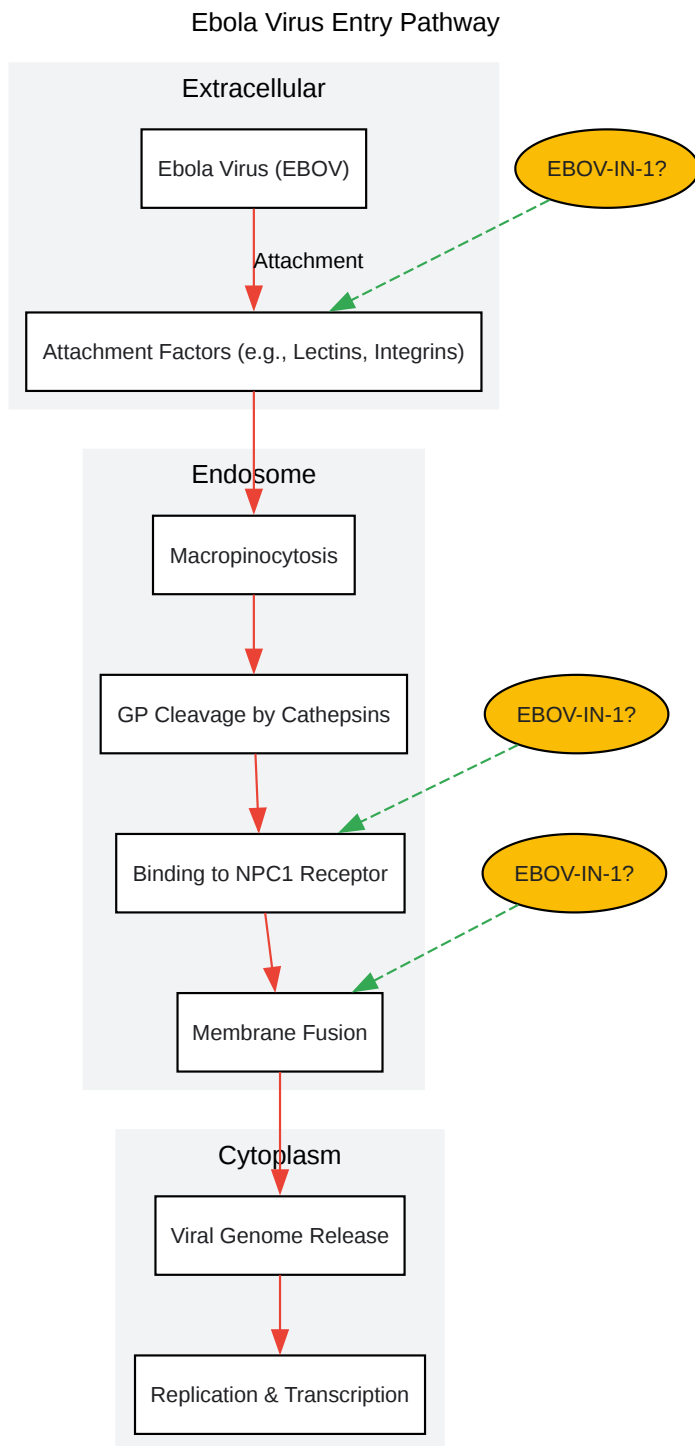 Ebola Virus Entry Pathway
Extracellular
Ebola Virus (EBOV)
EBOV-IN-1?
Attachment
Attachment Factors (e.g., Lectins, Integrins)
Endosome
Macropinocytosis
GP Cleavage by Cathepsins
EBOV-IN-1?
Binding to NPC1 Receptor
EBOV-IN-1?
Membrane Fusion
Cytoplasm
Viral Genome Release
Replication & Transcription